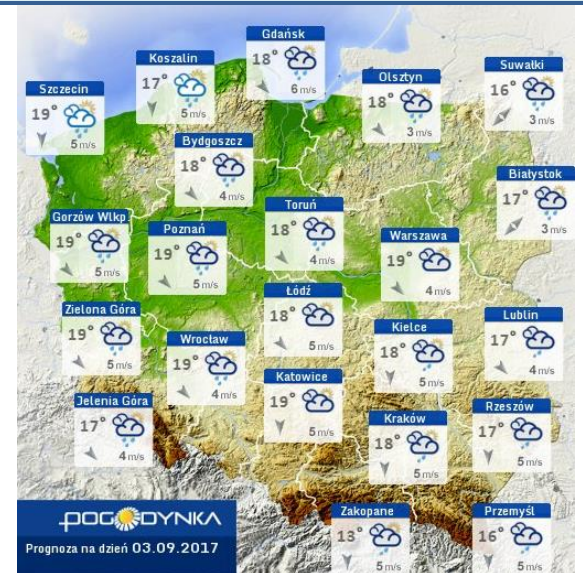 Gdańsk
18°
6 m/s
Koszalin
17°
5 m/s
Suwałki
16°
3 m/s
Olsztyn
18°
3 m/s
Szczecin
19°
5 m/s
Bydgoszcz
18°
4 m/s
Białystok
17°
3 m/s
Toruń
18°
4 m/s
Gorzów Wlkp
19°
5 m/s
Poznań
19°
5 m/s
Warszawa
19°
4 m/s
Łódź
18°
5 m/s
Zielona Góra
19°
5 m/s
Lublin
17°
4 m/s
Kielce
18°
5 m/s
Wrocław
19°
4 m/s
Katowice
19°
5 m/s
Jelenia Góra
17°
4 m/s
Rzeszów
17°
5 m/s
Kraków
18°
5 m/s
Zakopane
13°
5 m/s
Przemyśl
16°
5 m/s
POGODYNKA
Prognoza na dzień 03.09.2017